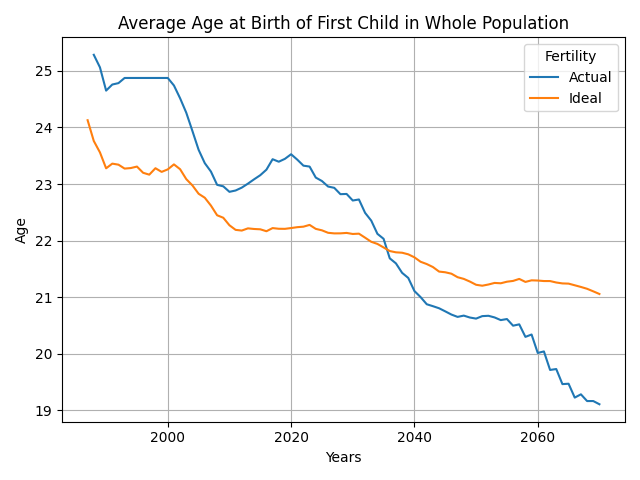 Average Age at Birth of First Child in Whole Population
Fertility
Actual
Ideal
25
24
23
22
21
20
19
Age
2000
2020
2040
2060
Years